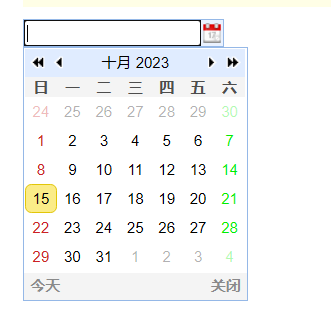 十月 2023
日 一 二 三 四 五 六
24 25 26 27 28 29 30
1 2 3 4 5 6 7
8 9 10 11 12 13 14
15 16 17 18 19 20 21
22 23 24 25 26 27 28
29 30 31 1 2 3 4
今天 关闭